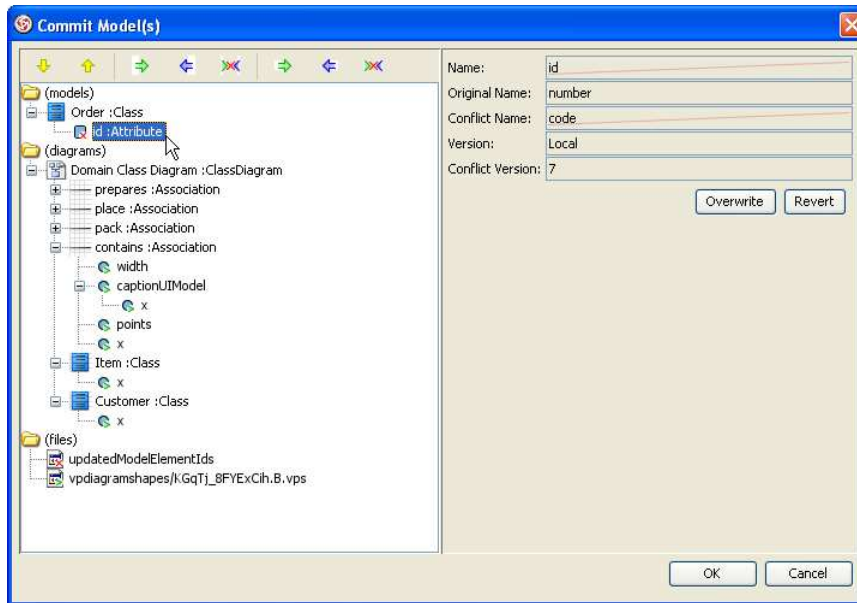 Commit Model(s)
(models)
Order :Class
id :Attribute
(diagrams)
Domain Class Diagram :ClassDiagram
prepares :Association
place :Association
pack :Association
contains :Association
width
captionUIModel
x
points
x
Item :Class
x
Customer :Class
x
(files)
updatedModelElementIds
vpdiagramshapes/KGqTj_8FYExCih.B.vps
Name: id
Original Name: number
Conflict Name: code
Version: Local
Conflict Version: 7
Overwrite Revert
OK Cancel